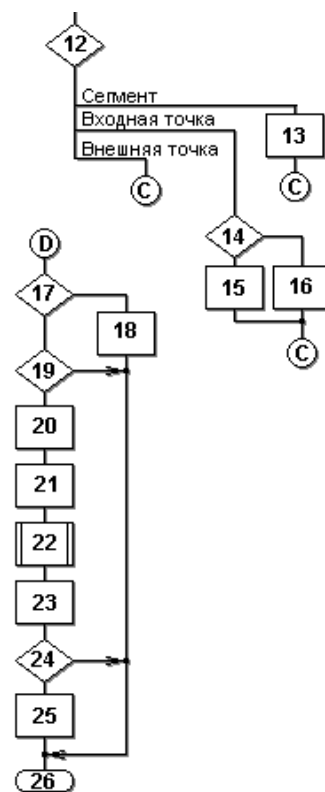 12
Сегмент
Входная точка
13
Внешняя точка
C
C
D
14
17
15
16
18
19
C
20
21
22
23
24
25
26